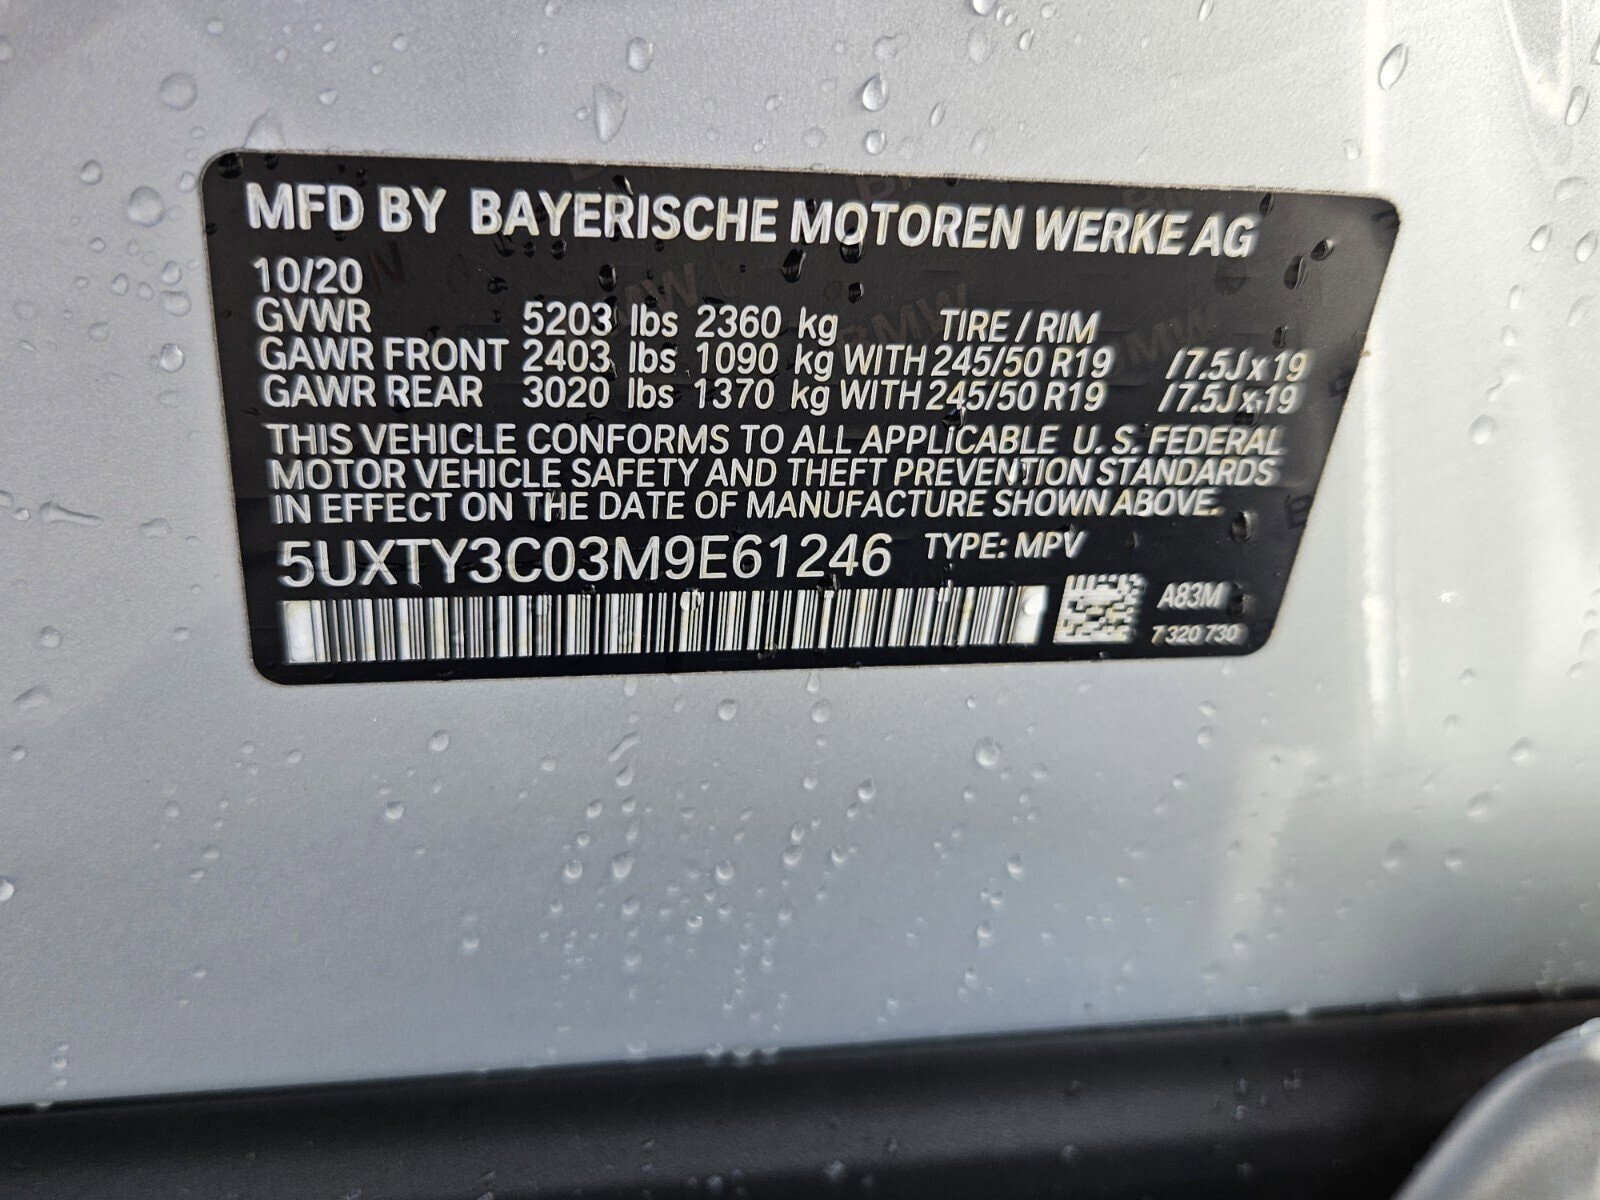 MFD BY BAYERISCHE MOTOREN WERKE AG
10/20
GVWR 5203 lbs 2360 kg TIRE / RIM
GAWR FRONT 2403 lbs 1090 kg WITH 245/50 R19 / 7.5J x 19
GAWR REAR 3020 lbs 1370 kg WITH 245/50 R19 / 7.5J x 19
THIS VEHICLE CONFORMS TO ALL APPLICABLE U. S. FEDERAL
MOTOR VEHICLE SAFETY AND THEFT PREVENTION STANDARDS
IN EFFECT ON THE DATE OF MANUFACTURE SHOWN ABOVE.
5UXTY3C03M9E61246 TYPE: MPV
A83M
7 320 730